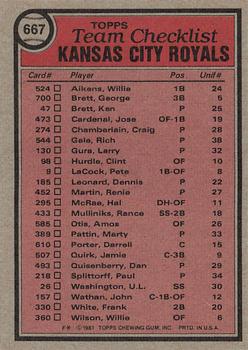 667
TOPPS
Team Checklist
KANSAS CITY ROYALS
Card# Player Pos Unif#
524 Aikens, Willie 1B 24
700 Brett, George 3B 5
47 Brett, Ken P 25
473 Cardenal, Jose OF-1B 19
274 Chamberlain, Craig P 28
544 Gale, Rich P 38
130 Gura, Larry P 32
98 Hurdle, Clint OF 10
9 LaCock, Pete 1B-OF 8
185 Leonard, Dennis P 22
452 Martin, Renie P 27
295 McRae, Hal DH-OF 11
433 Mulliniks, Rance SS-2B 18
585 Otis, Amos OF 26
389 Pattin, Marty P 33
610 Porter, Darrell C 15
507 Quirk, Jamie C-3B 9
493 Quisenberry, Dan P 29
218 Splittorff, Paul P 34
26 Washington, U.L. SS 30
157 Wathan, John C-1B-OF 12
330 White, Frank 2B 20
360 Wilson, Willie OF 6
F* © 1981 TOPPS CHEWING GUM, INC. PRTD. IN U.S.A.